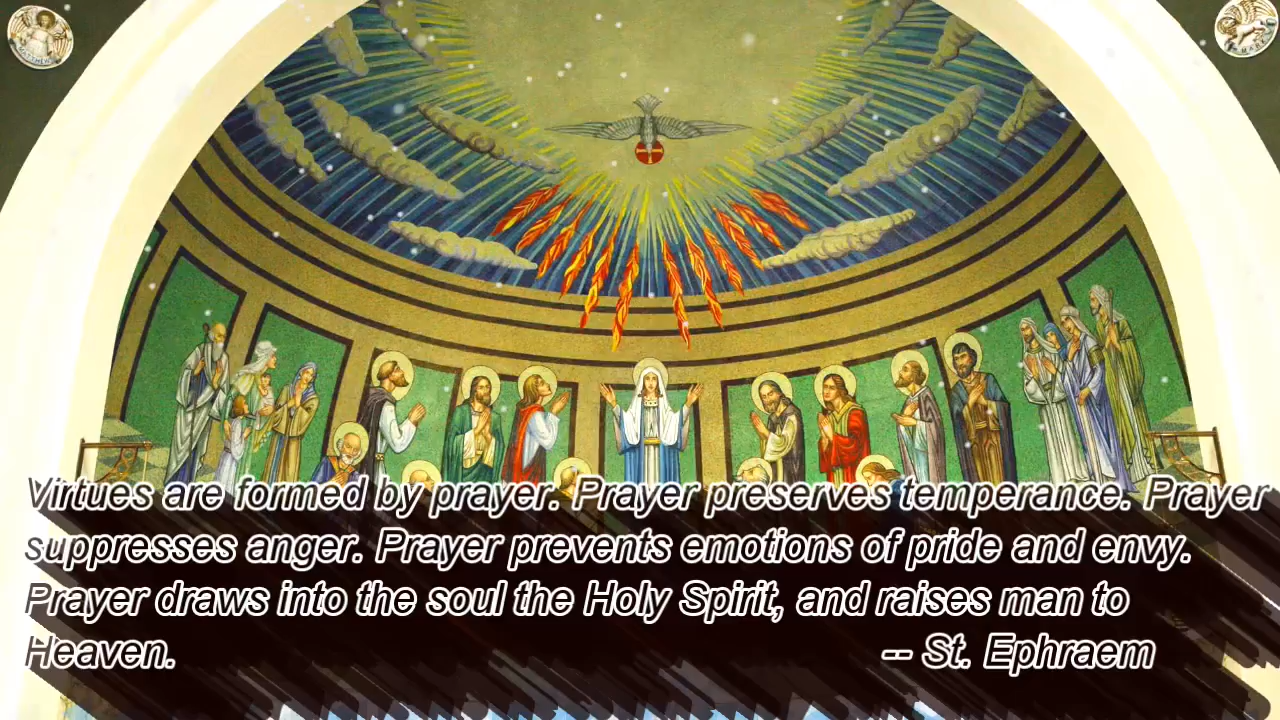 Virtues are formed by prayer. Prayer preserves temperance. Prayer
suppresses anger. Prayer prevents emotions of pride and envy.
Prayer draws into the soul the Holy Spirit, and raises man to
Heaven. -- St. Ephraem